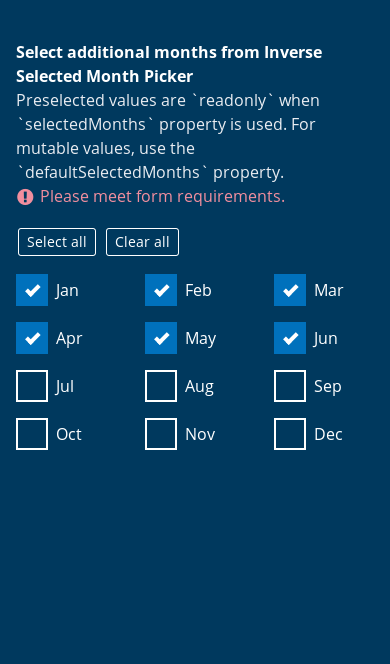 Select additional months from Inverse
Selected Month Picker
Preselected values are `readonly` when
`selectedMonths` property is used. For
mutable values, use the
`defaultSelectedMonths` property.
Please meet form requirements.
Select all Clear all
Jan Feb Mar
Apr May Jun
Jul Aug Sep
Oct Nov Dec